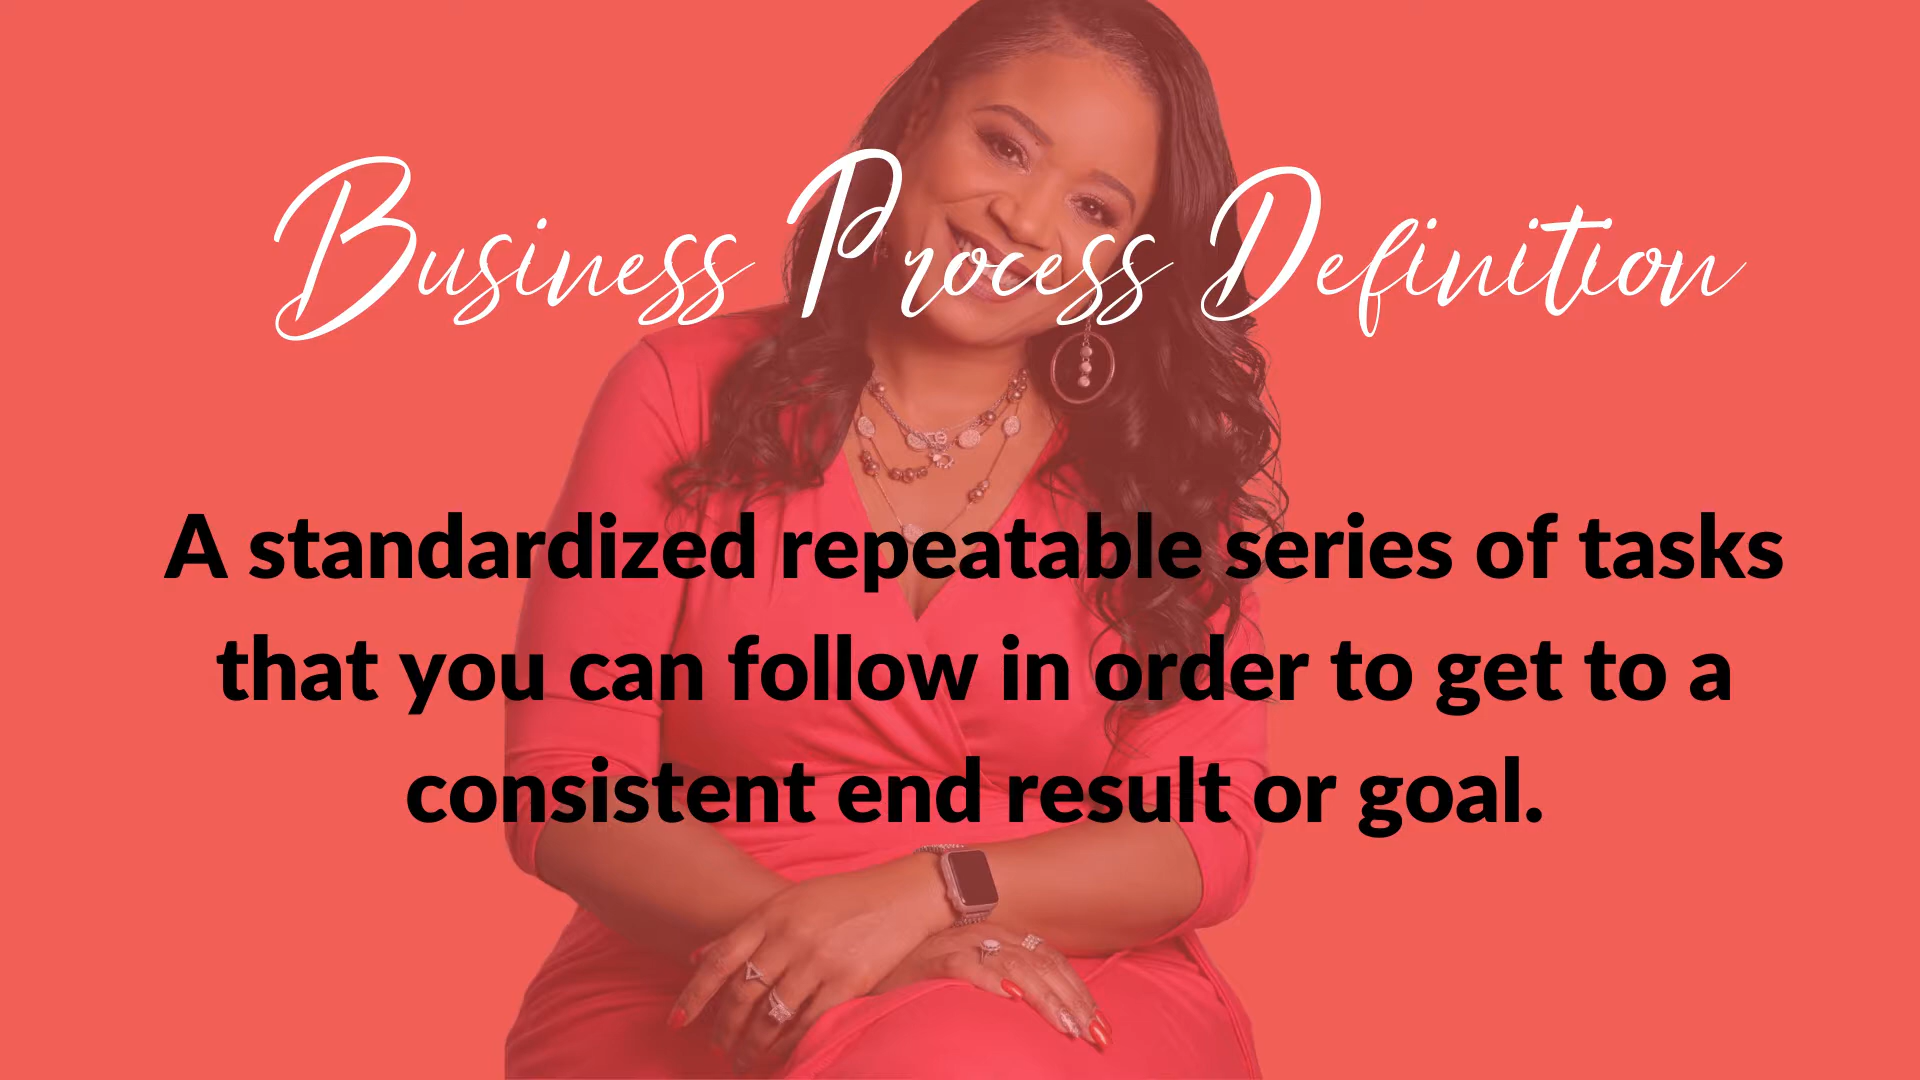 Business Process Definition
A standardized repeatable series of tasks
that you can follow in order to get to a
consistent end result or goal.